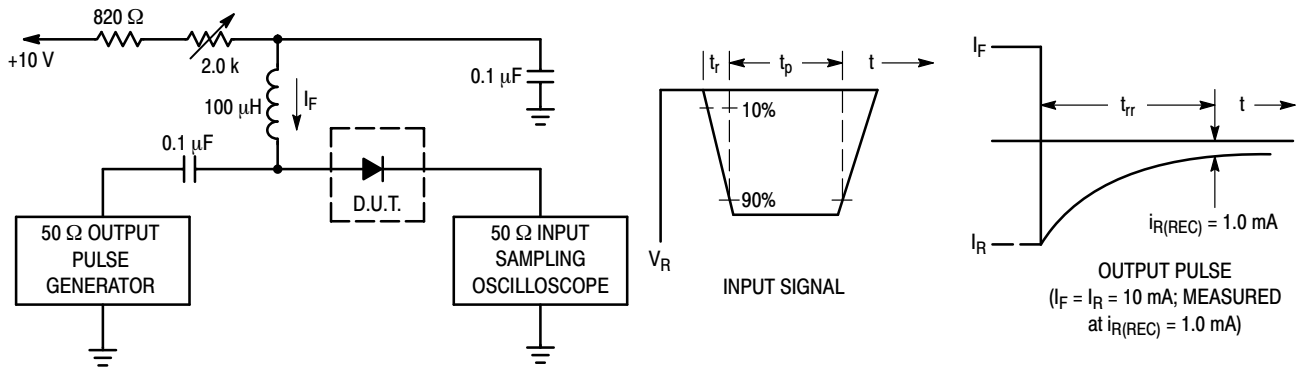 820 Ω
+10 V
2.0 k
100 μH
I_F
0.1 μF
0.1 μF
D.U.T.
50 Ω OUTPUT
PULSE
GENERATOR
50 Ω INPUT
SAMPLING
OSCILLOSCOPE
t_r
t_p
t
10%
90%
V_R
INPUT SIGNAL
I_F
t_rr
t
I_R
i_R(REC) = 1.0 mA
OUTPUT PULSE
(I_F = I_R = 10 mA; MEASURED
at i_R(REC) = 1.0 mA)